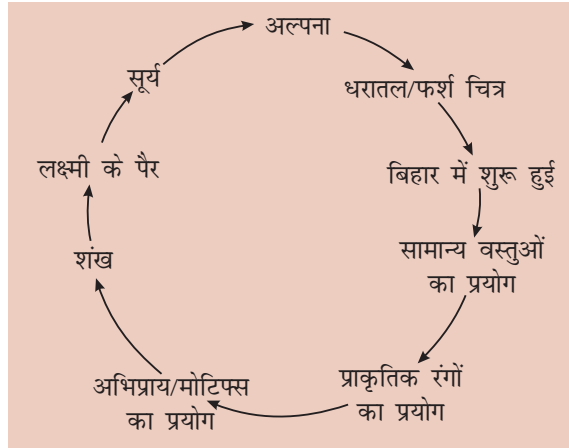 अल्पना
धरातल/फर्श चित्र
बिहार में शुरू हुई
सामान्य वस्तुओं
का प्रयोग
प्राकृतिक रंगों
का प्रयोग
अभिप्राय/मोटिफ्स
का प्रयोग
शंख
लक्ष्मी के पैर
सूर्य